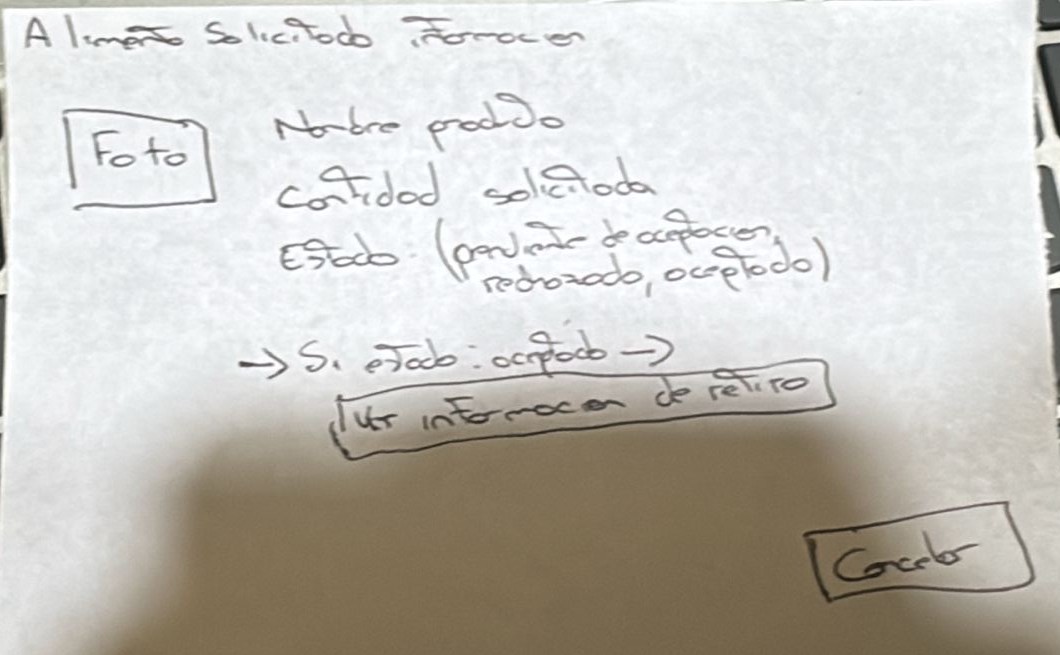 Alimento Solicitado informacion
Foto
Nombre producto
Cantidad solicitada
Estado: (pendiente de aceptacion,
rechazado, aceptado)
→ Si estado: aceptado →
Ver informacion de retiro
Cancelar